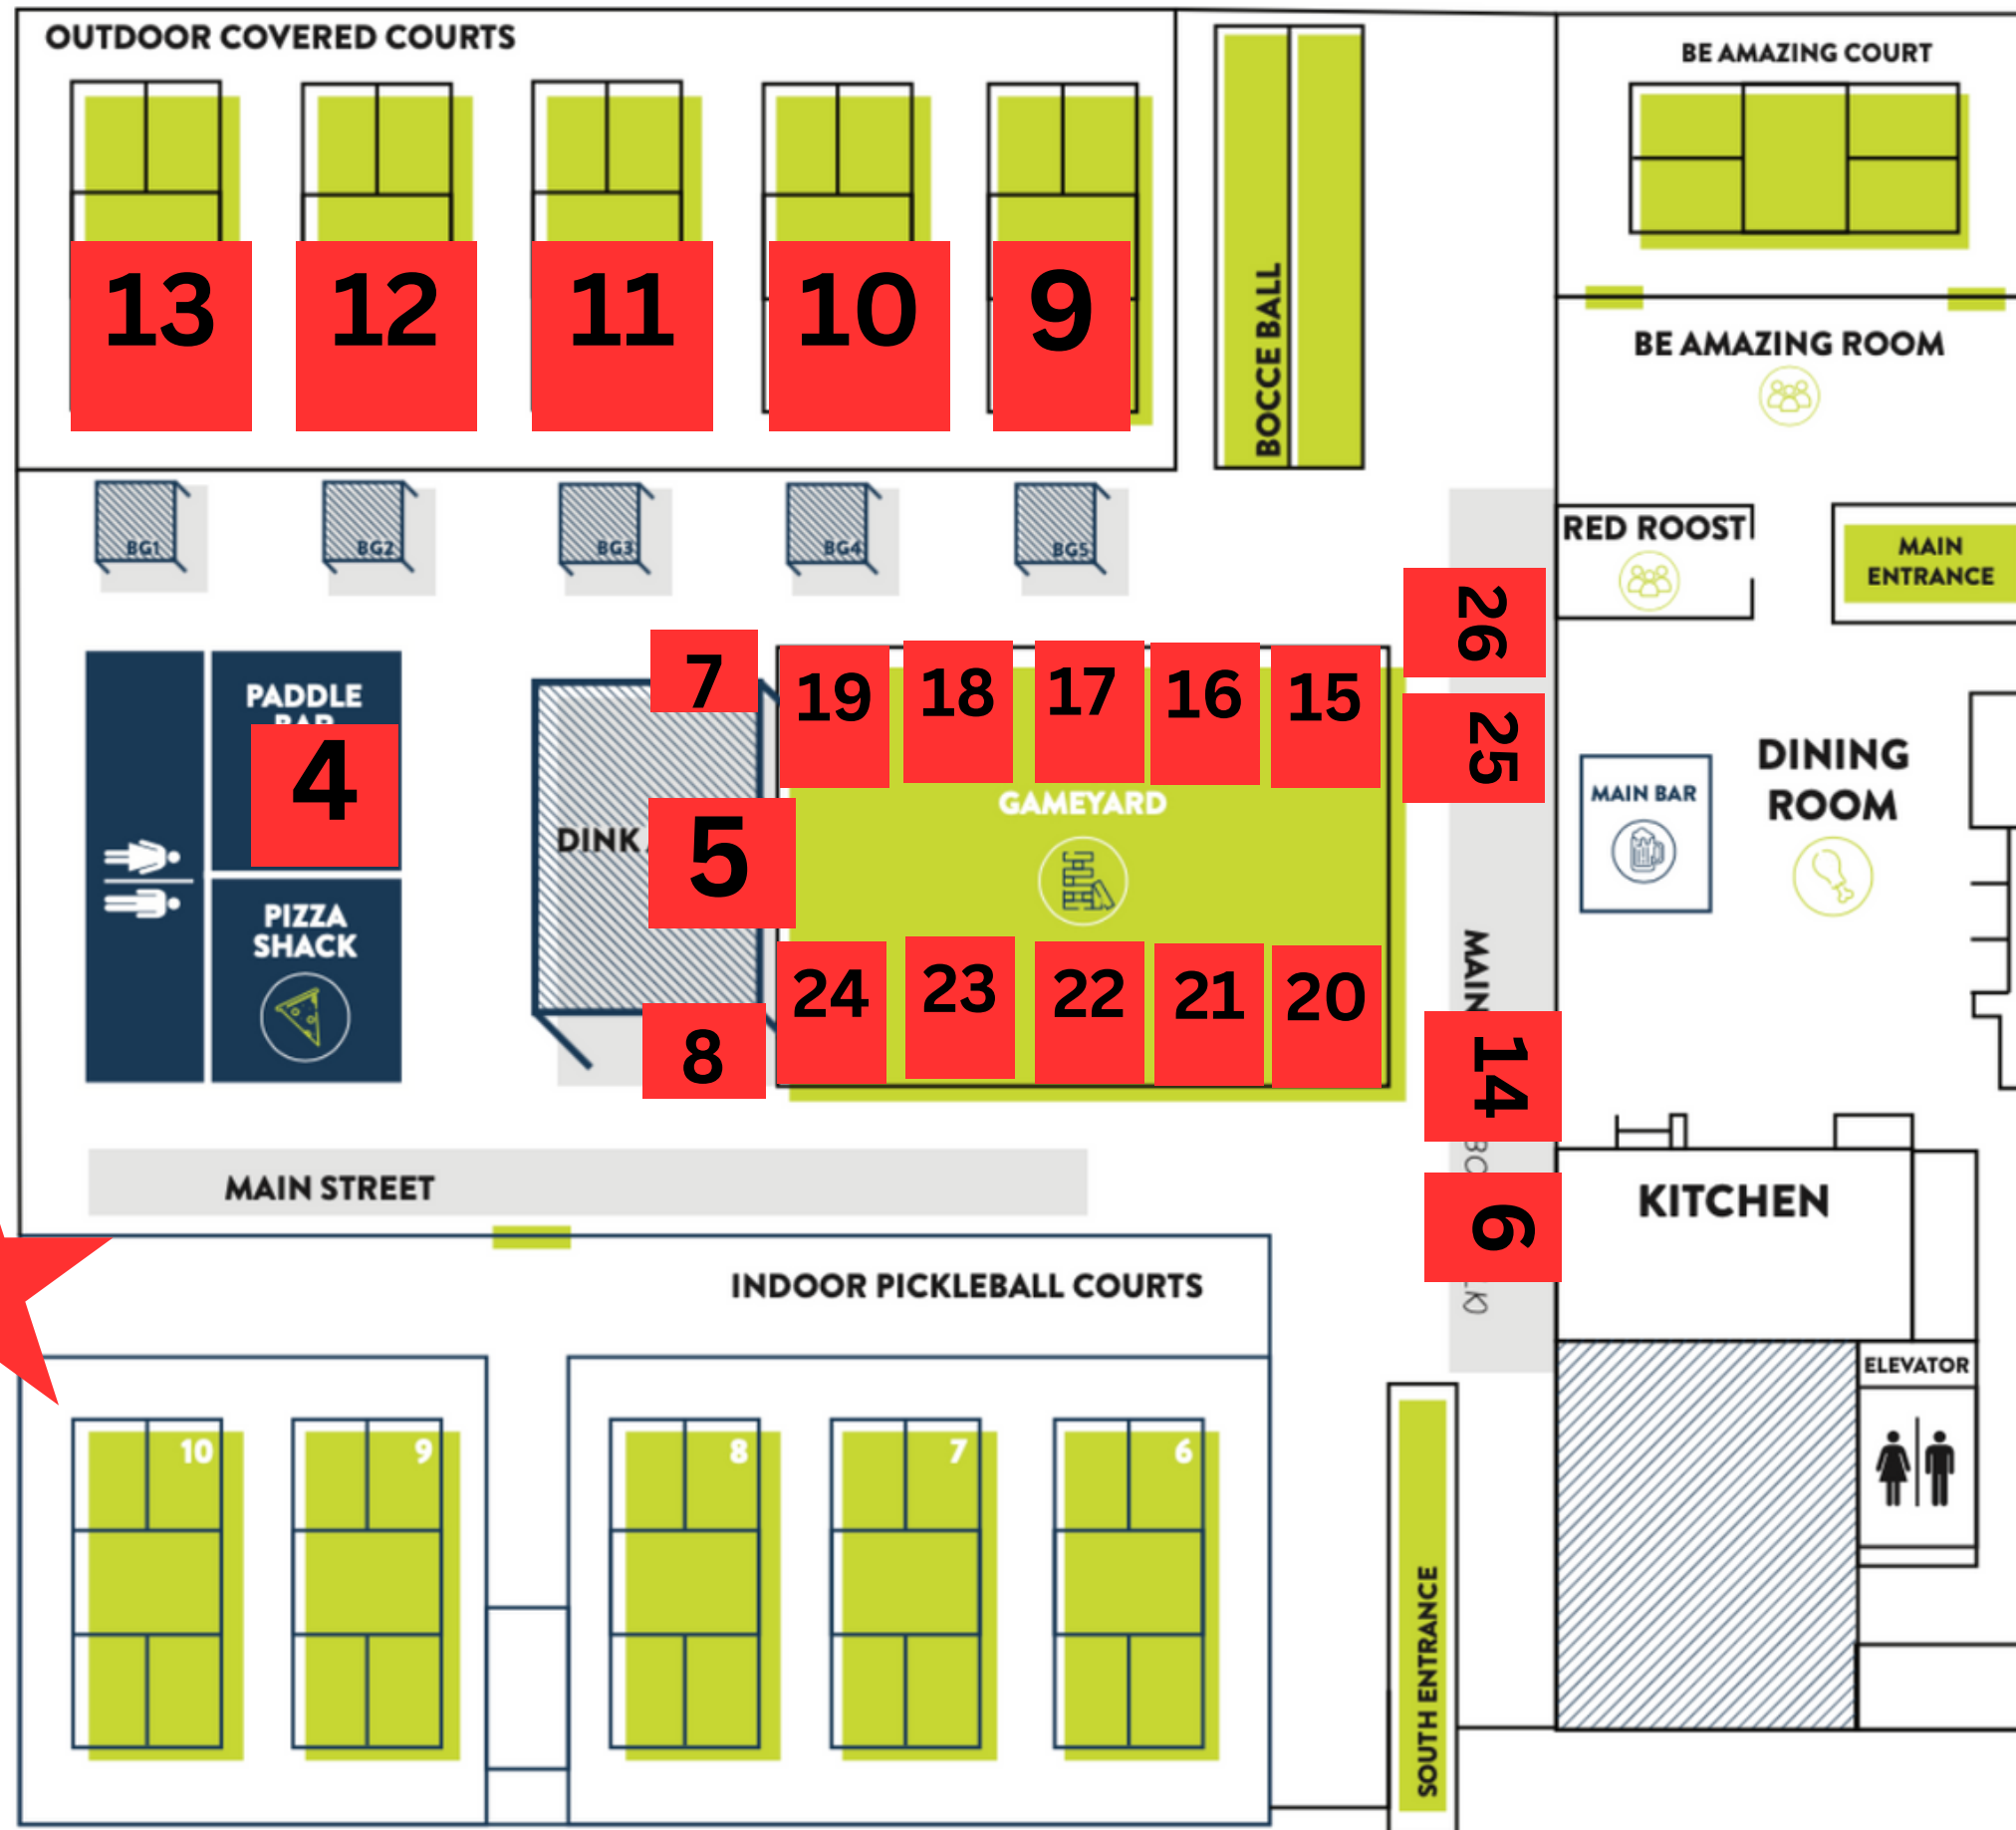 OUTDOOR COVERED COURTS
BE AMAZING COURT
13
12
11
10
9
BOCCE BALL
BE AMAZING ROOM
BG1
BG2
BG3
BG4
BG5
RED ROOST
MAIN
ENTRANCE
26
25
PADDLE
BAR
4
7
19
18
17
16
15
GAMEYARD
DINK
5
MAIN BAR
DINING
ROOM
PIZZA
SHACK
24
23
22
21
20
8
MAIN
14
6
KITCHEN
MAIN STREET
INDOOR PICKLEBALL COURTS
ELEVATOR
10
9
8
7
6
SOUTH ENTRANCE